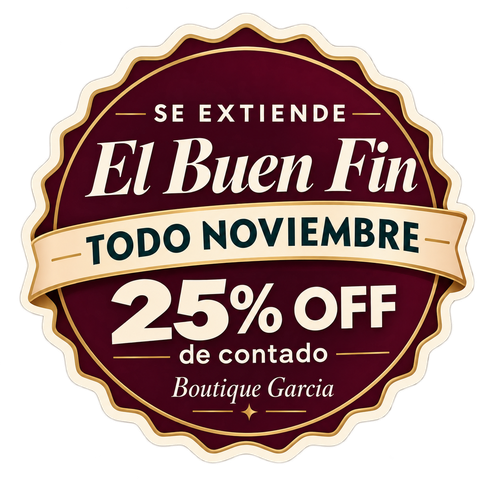 SE EXTIENDE
El Buen Fin
TODO NOVIEMBRE
25% OFF
de contado
Boutique Garcia